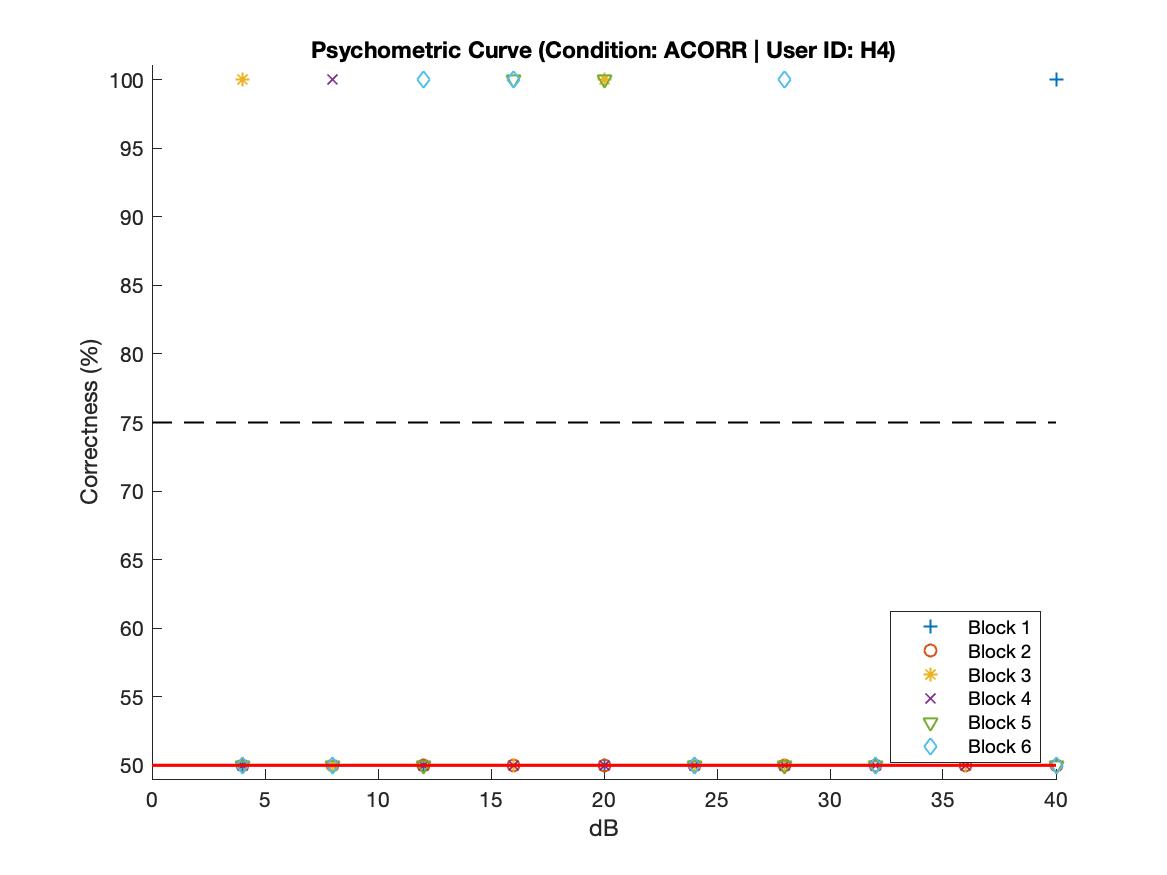 Psychometric Curve (Condition: ACORR | User ID: H4)
100
95
90
85
80
75
70
65
60
55
50
Correctness (%)
Block 1
Block 2
Block 3
Block 4
Block 5
Block 6
0 5 10 15 20 25 30 35 40
dB